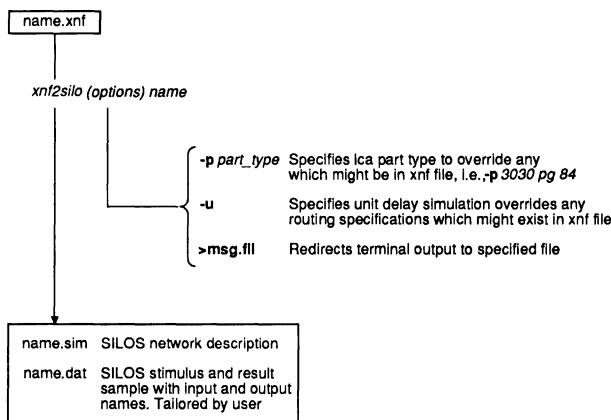 name.xnf
xnf2silo (options) name
-p part_type Specifies lca part type to override any
which might be in xnf file, i.e.,-p 3030 pg 84
-u Specifies unit delay simulation overrides any
routing specifications which might exist in xnf file
>msg.fil Redirects terminal output to specified file
name.sim SILOS network description
name.dat SILOS stimulus and result
sample with input and output
names. Tailored by user